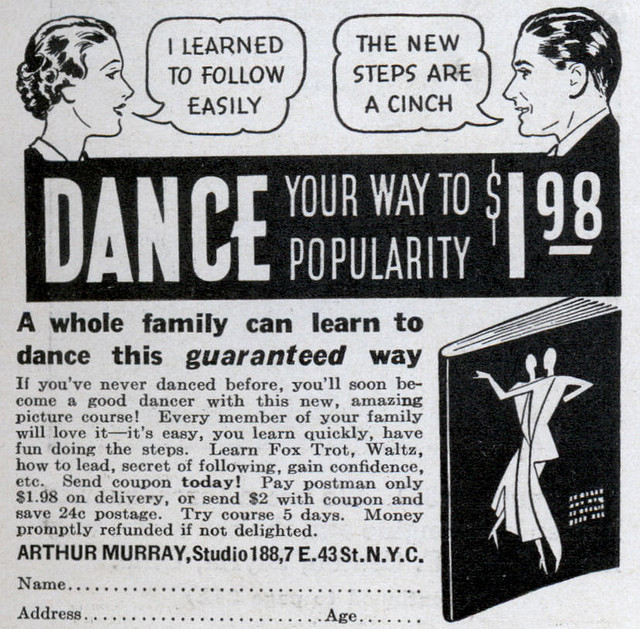 I LEARNED
TO FOLLOW
EASILY
THE NEW
STEPS ARE
A CINCH
DANCE YOUR WAY TO POPULARITY $1.98
A whole family can learn to
dance this guaranteed way
If you've never danced before, you'll soon be-
come a good dancer with this new, amazing
picture course! Every member of your family
will love it—it's easy, you learn quickly, have
fun doing the steps. Learn Fox Trot, Waltz,
how to lead, secret of following, gain confidence,
etc. Send coupon today! Pay postman only
$1.98 on delivery, or send $2 with coupon and
save 24c postage. Try course 5 days. Money
promptly refunded if not delighted.
ARTHUR MURRAY, Studio 188, 7 E. 43 St. N.Y.C.
Name........................................
Address..........................Age........